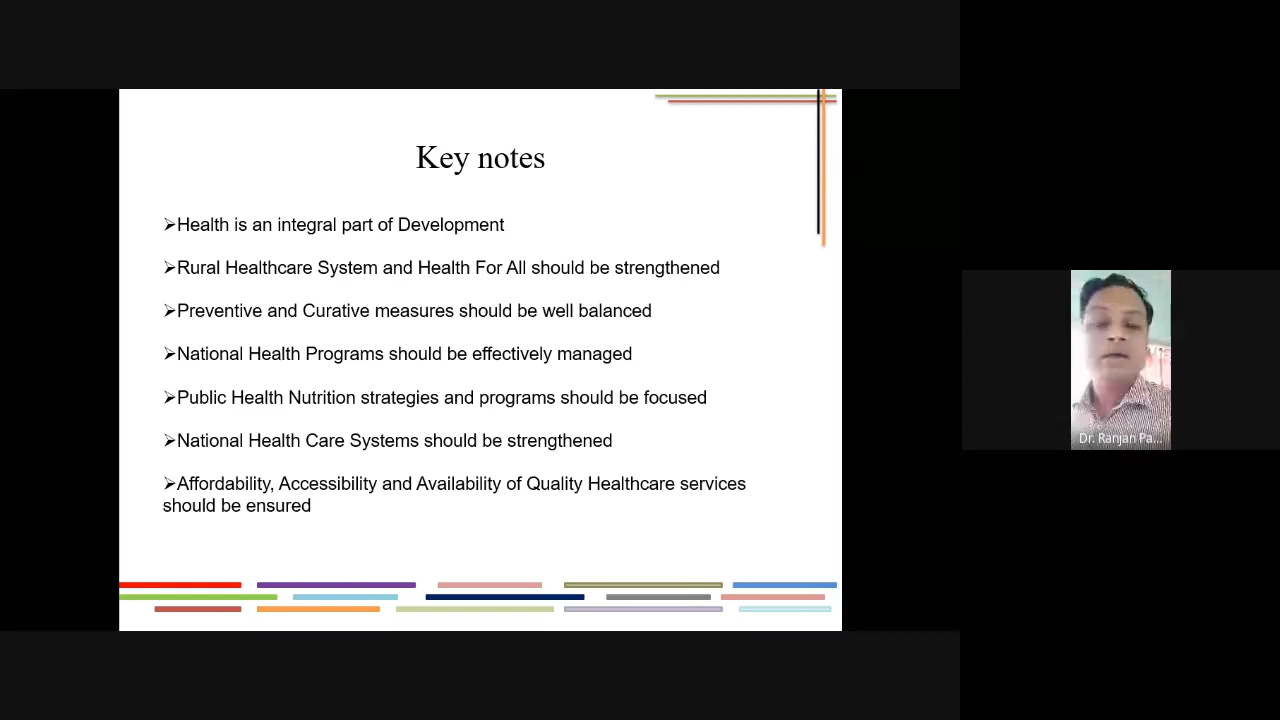 Key notes
➢Health is an integral part of Development
➢Rural Healthcare System and Health For All should be strengthened
➢Preventive and Curative measures should be well balanced
➢National Health Programs should be effectively managed
➢Public Health Nutrition strategies and programs should be focused
➢National Health Care Systems should be strengthened
➢Affordability, Accessibility and Availability of Quality Healthcare services
should be ensured
Dr. Ranjan Pa...